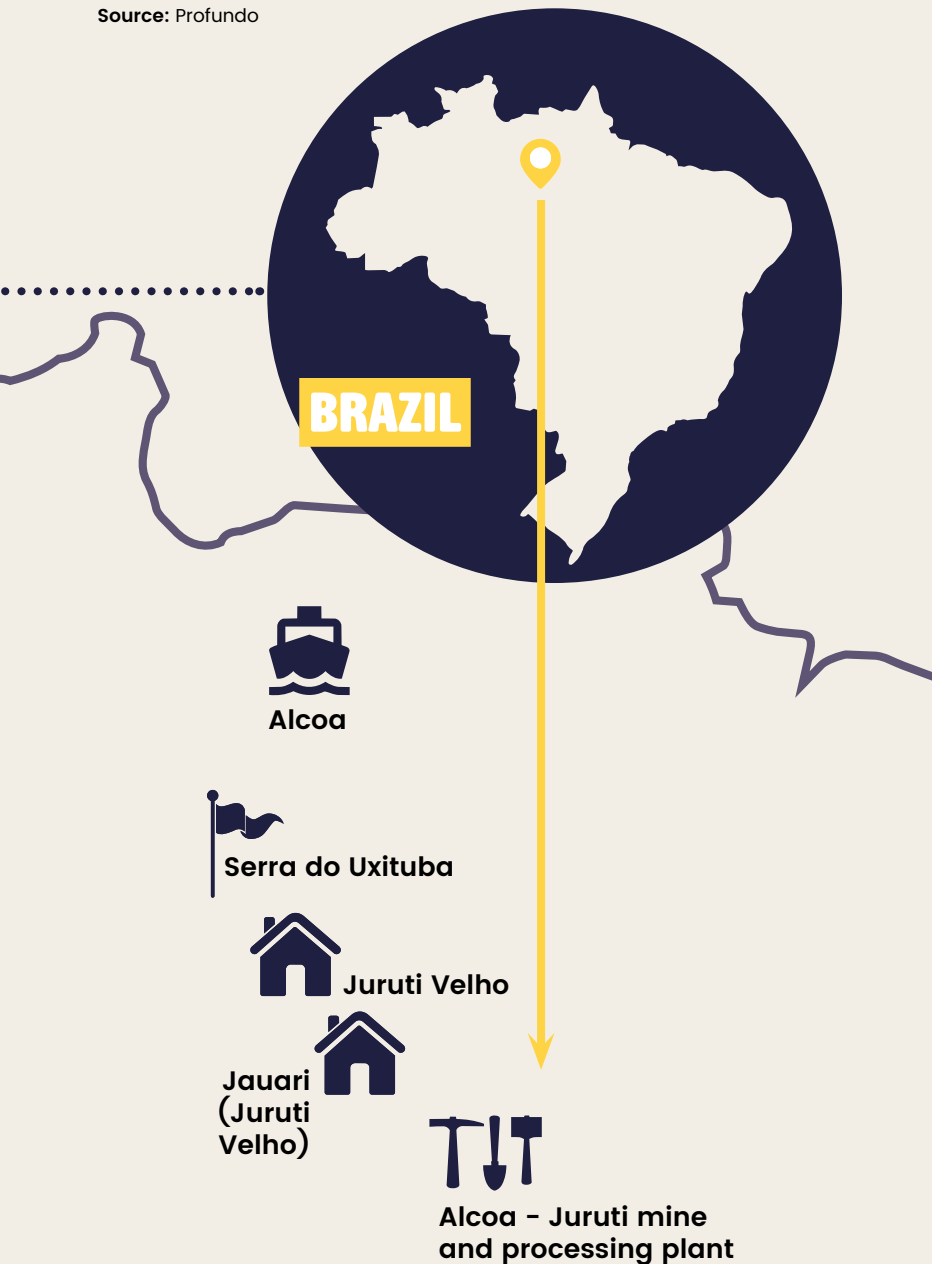 Source: Profundo
BRAZIL
Alcoa
Serra do Uxituba
Juruti Velho
Jauari
(Juruti
Velho)
Alcoa - Juruti mine
and processing plant